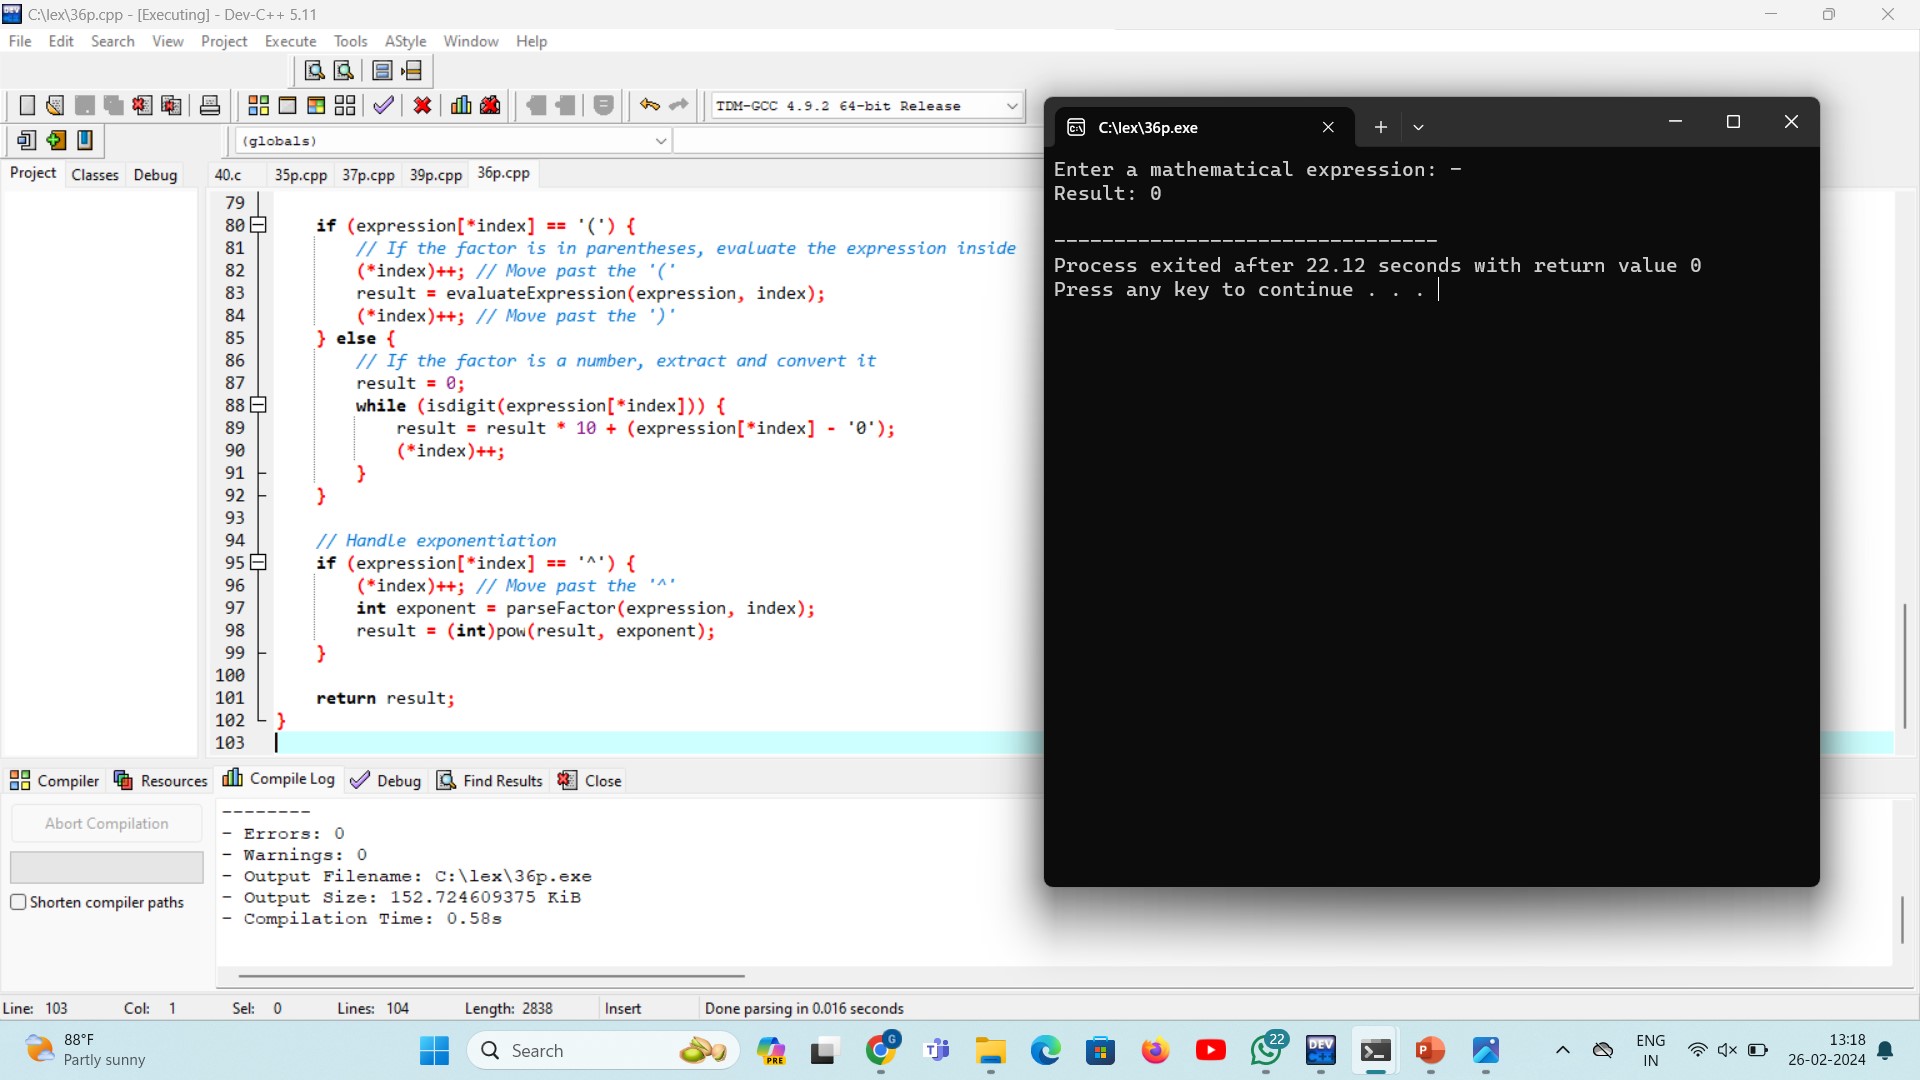 C:\lex\36p.cpp - [Executing] - Dev-C++ 5.11
File Edit Search View Project Execute Tools AStyle Window Help
TDM-GCC 4.9.2 64-bit Release
(globals)
Project Classes Debug
40.c 35p.cpp 37p.cpp 39p.cpp 36p.cpp
79
80 if (expression[*index] == '(') {
81 // If the factor is in parentheses, evaluate the expression inside
82 (*index)++; // Move past the '('
83 result = evaluateExpression(expression, index);
84 (*index)++; // Move past the ')'
85 } else {
86 // If the factor is a number, extract and convert it
87 result = 0;
88 while (isdigit(expression[*index])) {
89 result = result * 10 + (expression[*index] - '0');
90 (*index)++;
91 }
92 }
93
94 // Handle exponentiation
95 if (expression[*index] == '^') {
96 (*index)++; // Move past the '^'
97 int exponent = parseFactor(expression, index);
98 result = (int)pow(result, exponent);
99 }
100
101 return result;
102 }
103
C:\lex\36p.exe
Enter a mathematical expression: -
Result: 0
--------------------------------
Process exited after 22.12 seconds with return value 0
Press any key to continue . . .
Compiler Resources Compile Log Debug Find Results Close
Abort Compilation
Shorten compiler paths
--------
- Errors: 0
- Warnings: 0
- Output Filename: C:\lex\36p.exe
- Output Size: 152.724609375 KiB
- Compilation Time: 0.58s
Line: 103 Col: 1 Sel: 0 Lines: 104 Length: 2838 Insert Done parsing in 0.016 seconds
88°F
Partly sunny
Search
PRE
G
22
DEV
ENG
IN
13:18
26-02-2024